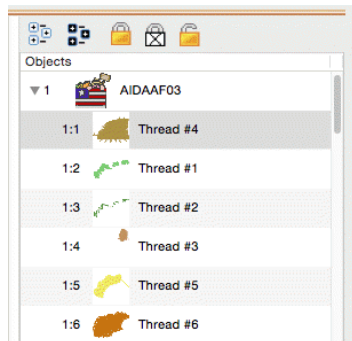 Objects
1 AIDAAF03
1:1 Thread #4
1:2 Thread #1
1:3 Thread #2
1:4 Thread #3
1:5 Thread #5
1:6 Thread #6